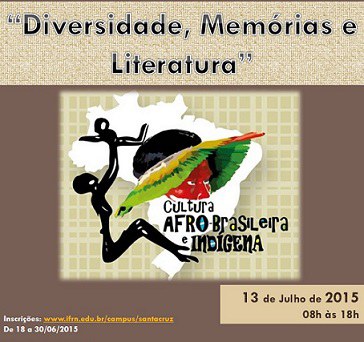 “Diversidade, Memórias e
Literatura”
Cultura
AFRO Brasileira
e INDÍGENA
13 de Julho de 2015
08h às 18h
Inscrições: www.ifrn.edu.br/campus/santacruz
De 18 a 30/06/2015